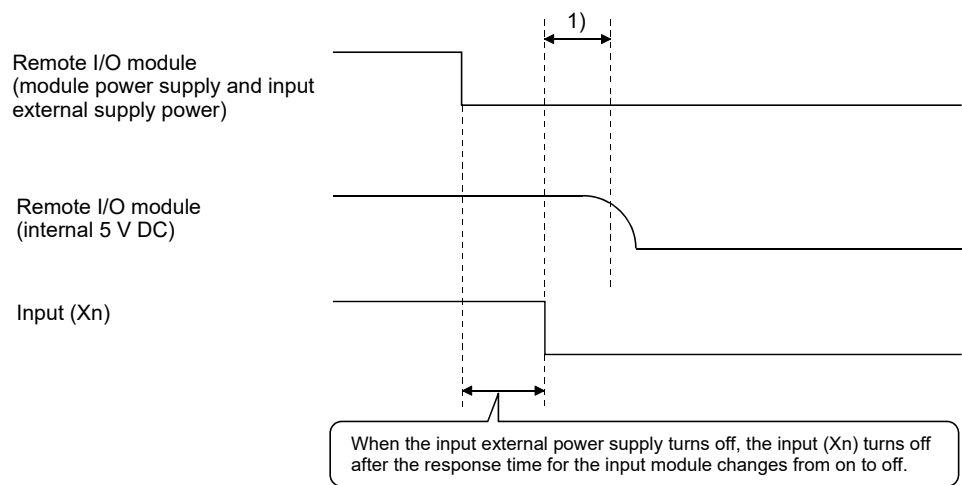 1)
Remote I/O module
(module power supply and input
external supply power)
Remote I/O module
(internal 5 V DC)
Input (Xn)
When the input external power supply turns off, the input (Xn) turns off
after the response time for the input module changes from on to off.